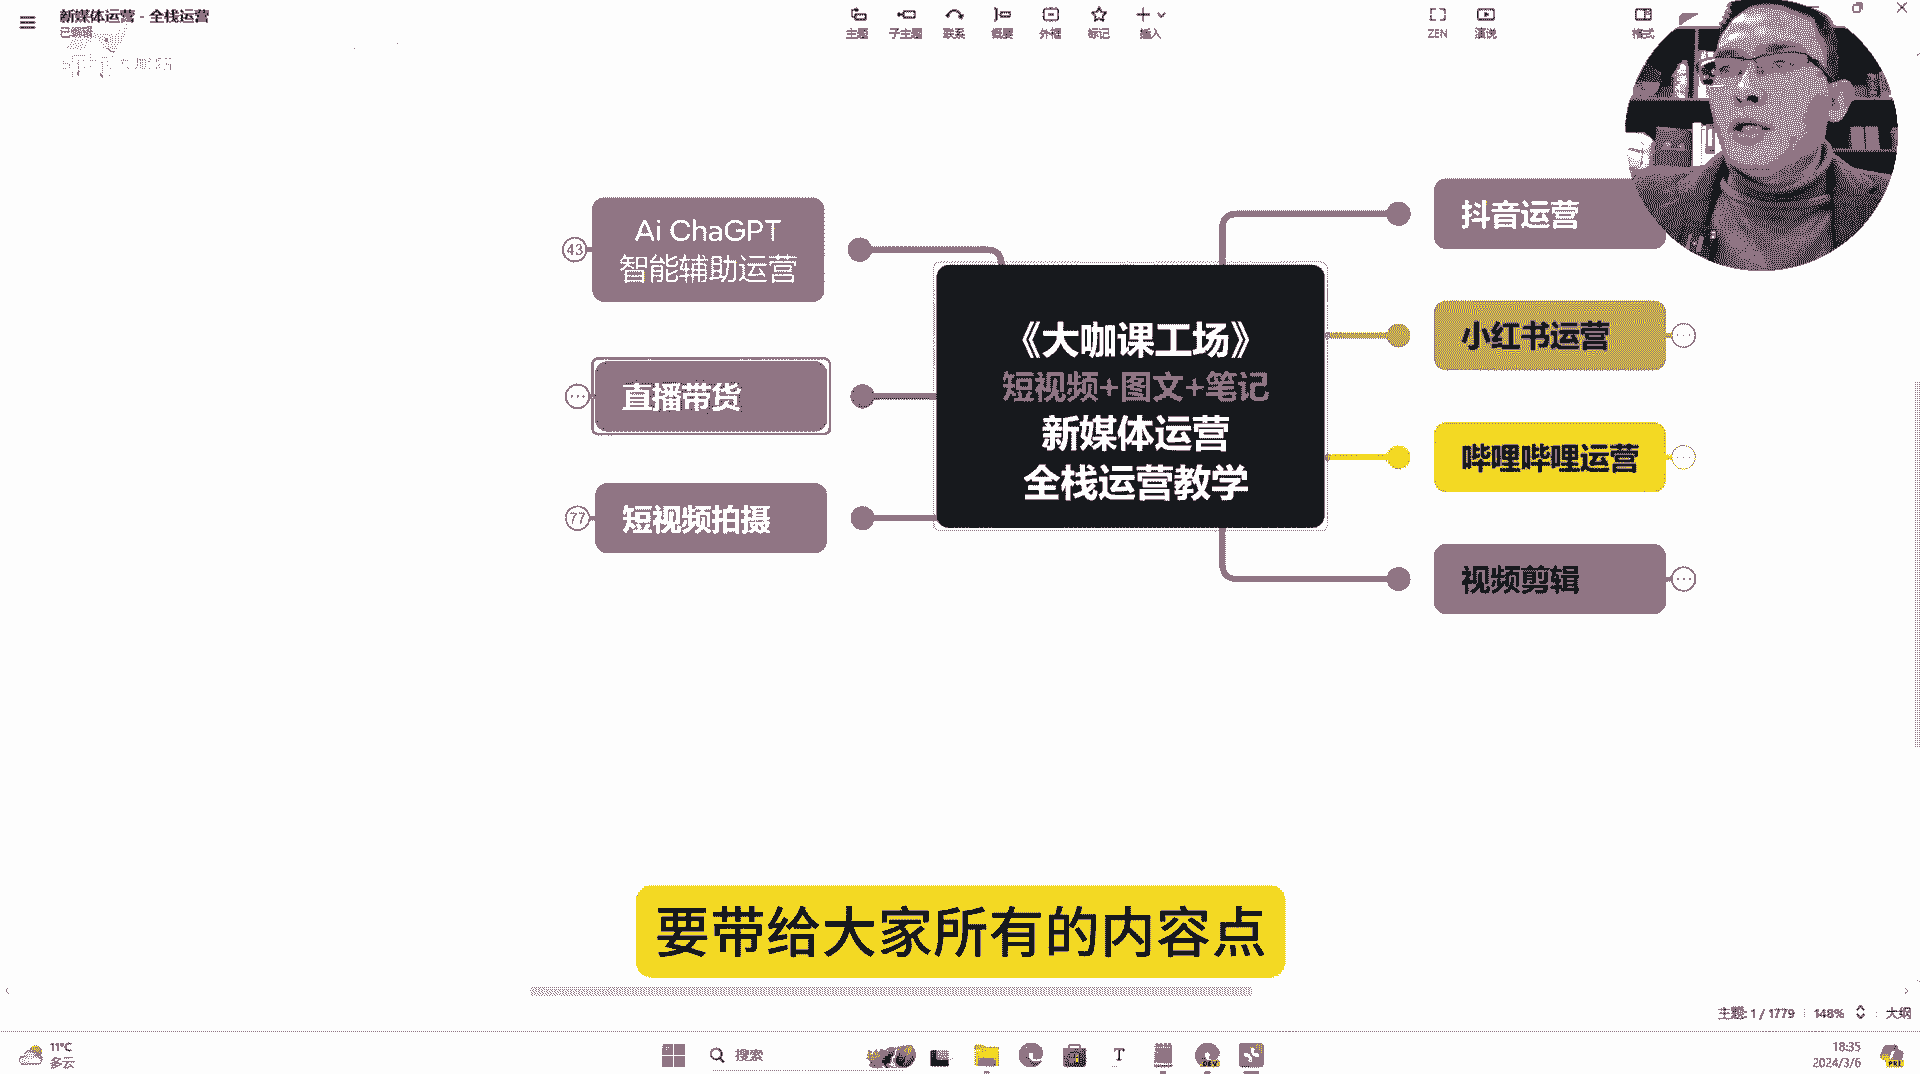 新媒体运营 - 全栈运营
已编辑
主题
子主题
联系
概要
外框
标记
插入
ZEN
演说
格式
Ai ChaGPT
智能辅助运营
43
直播带货
短视频拍摄
77
《大咖课工场》
短视频+图文+笔记
新媒体运营
全栈运营教学
抖音运营
小红书运营
哔哩哔哩运营
视频剪辑
要带给大家所有的内容点
主题: 1 / 1779
148%
大纲
11°C
多云
搜索
18:35
2024/3/6